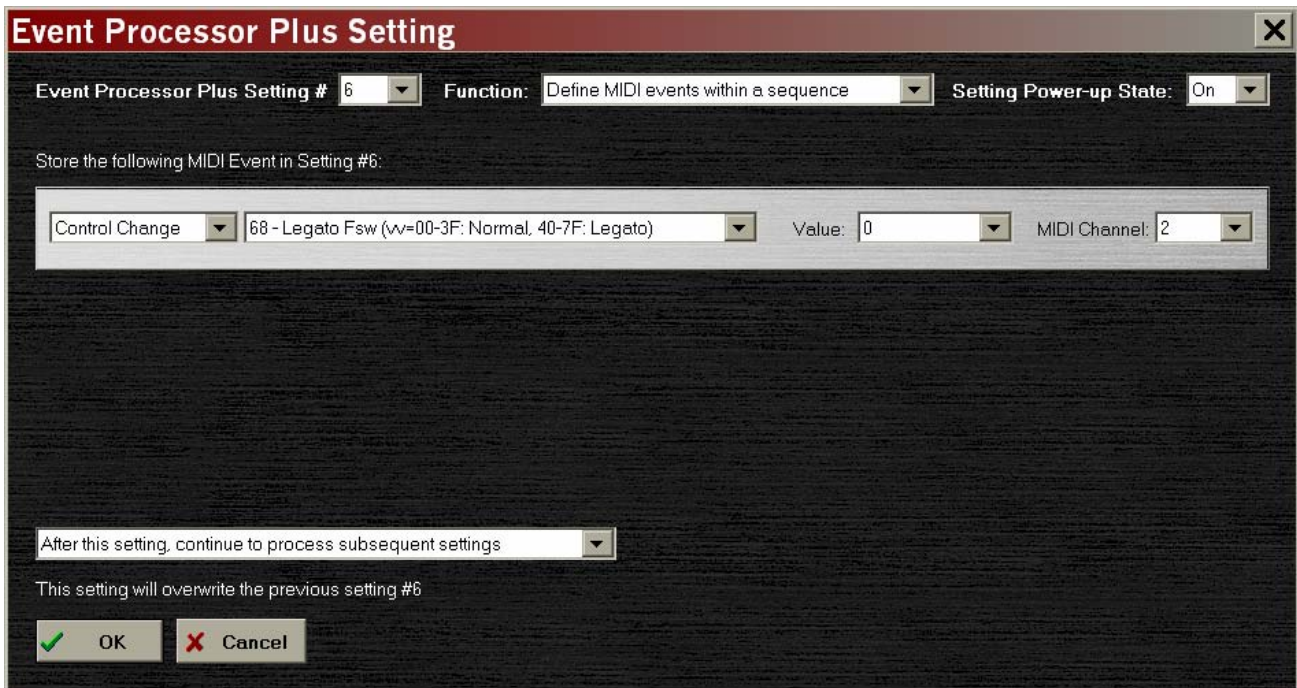 Event Processor Plus Setting
Event Processor Plus Setting # 6 Function: Define MIDI events within a sequence Setting Power-up State: On
Store the following MIDI Event in Setting #6:
Control Change 68 - Legato Fsw (vv=00-3F: Normal, 40-7F: Legato) Value: 0 MIDI Channel: 2
After this setting, continue to process subsequent settings
This setting will overwrite the previous setting #6
OK Cancel